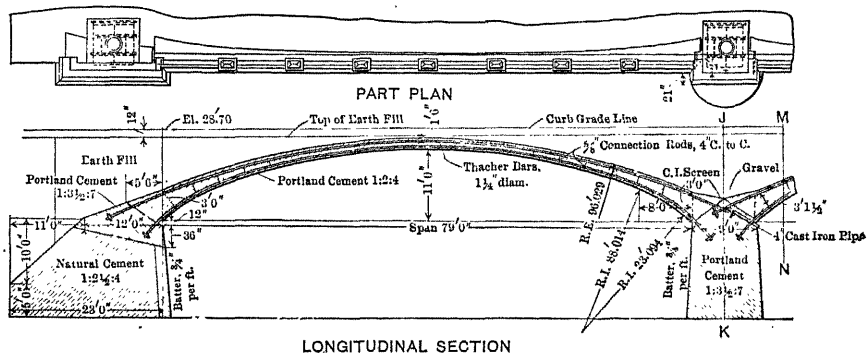 21"
PART PLAN
12"
El. 28'.70
1'6"
J
M
Top of Earth Fill
Curb Grade Line
Connection Rods, 4"C. to C.
Earth Fill
Thacher Bars,
1¼" diam.
C.I.Screen
Gravel
Portland Cement
1:3½:7
5'0"
Portland Cement 1:2:4
11'0"
R.E. 96'.029
3'0"
3'0"
12"
8'0"
3'1¼"
11'0"
12'0"
36"
Span 79'0"
4"
Cast Iron Pipe
10'0"
Natural Cement
1:2½:4
Batter, ¾"
per ft.
R.I. 88'.014
R.I. 23'.094
Batter, ¾"
per ft.
Portland
Cement
1:3½:7
N
5'0"
23'0"
K
LONGITUDINAL SECTION